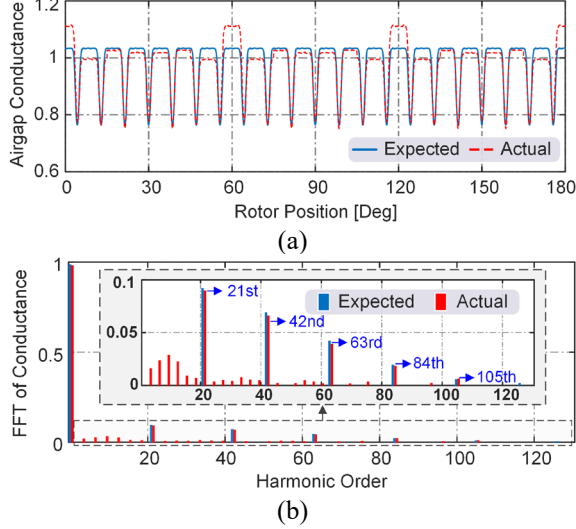 1.2
1
0.8
0.6
Airgap Conductance
Expected Actual
0 30 60 90 120 150 180
Rotor Position [Deg]
(a)
1
0.5
0
FFT of Conductance
0.1
0.05
0
Expected Actual
21st
42nd
63rd
84th
105th
20 40 60 80 100 120
20 40 60 80 100 120
Harmonic Order
(b)